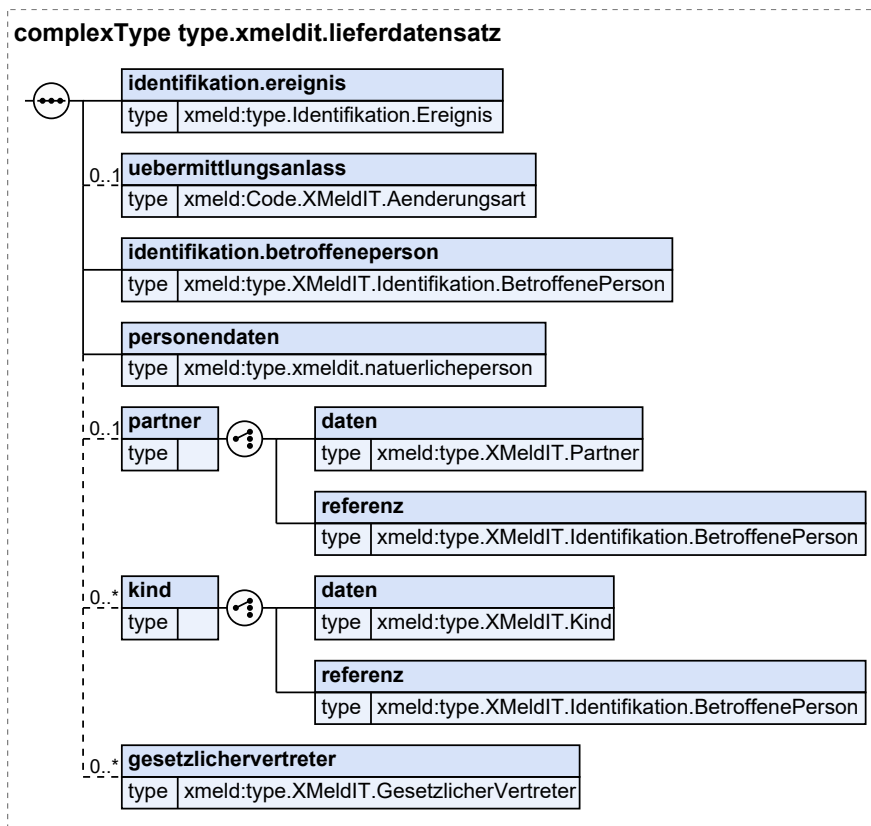 complexType type.xmeldit.lieferdatensatz
identifikation.ereignis
type xmeld:type.Identifikation.Ereignis
0..1 uebermittlungsanlass
type xmeld:Code.XMeldIT.Aenderungsart
identifikation.betroffeneperson
type xmeld:type.XMeldIT.Identifikation.BetroffenePerson
personendaten
type xmeld:type.xmeldit.natuerlicheperson
0..1 partner daten
type type xmeld:type.XMeldIT.Partner
referenz
type xmeld:type.XMeldIT.Identifikation.BetroffenePerson
0..* kind daten
type type xmeld:type.XMeldIT.Kind
referenz
type xmeld:type.XMeldIT.Identifikation.BetroffenePerson
0..* gesetzlichervertreter
type xmeld:type.XMeldIT.GesetzlicherVertreter